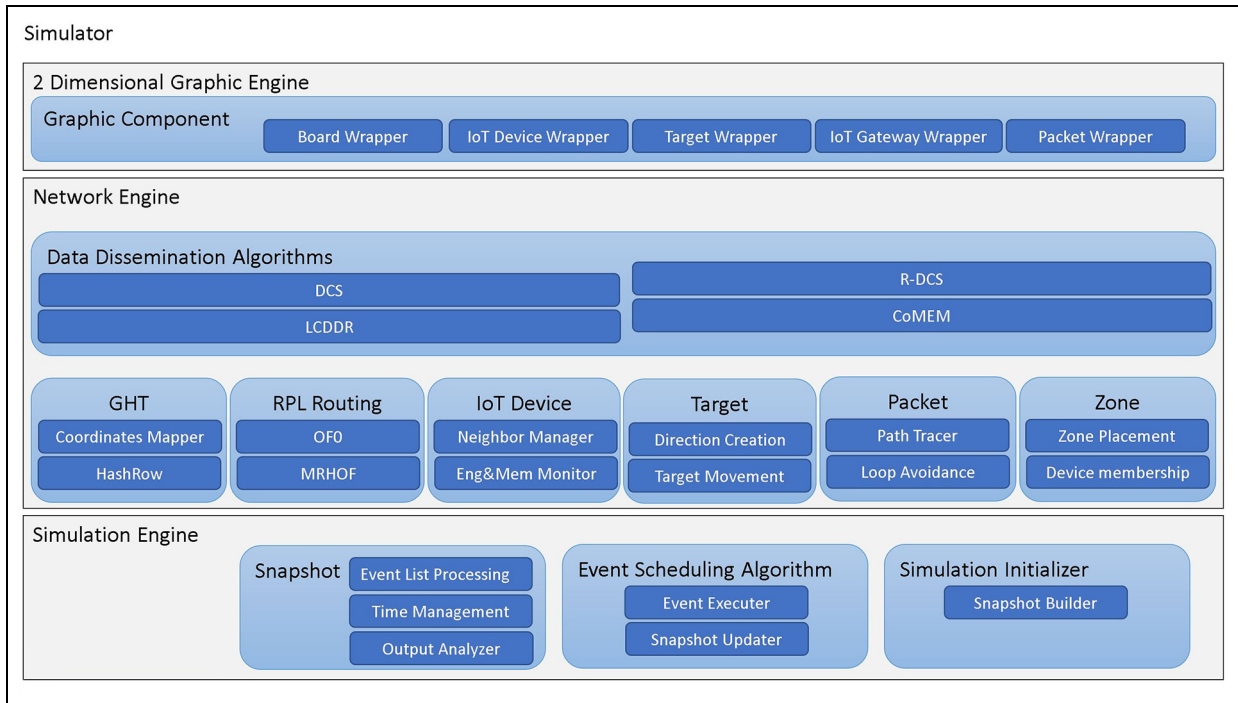 Simulator
2 Dimensional Graphic Engine
Graphic Component
Board Wrapper
IoT Device Wrapper
Target Wrapper
IoT Gateway Wrapper
Packet Wrapper
Network Engine
Data Dissemination Algorithms
DCS
LCDDR
R-DCS
CoMEM
GHT
Coordinates Mapper
HashRow
RPL Routing
OF0
MRHOF
IoT Device
Neighbor Manager
Eng&Mem Monitor
Target
Direction Creation
Target Movement
Packet
Path Tracer
Loop Avoidance
Zone
Zone Placement
Device membership
Simulation Engine
Snapshot
Event List Processing
Time Management
Output Analyzer
Event Scheduling Algorithm
Event Executer
Snapshot Updater
Simulation Initializer
Snapshot Builder